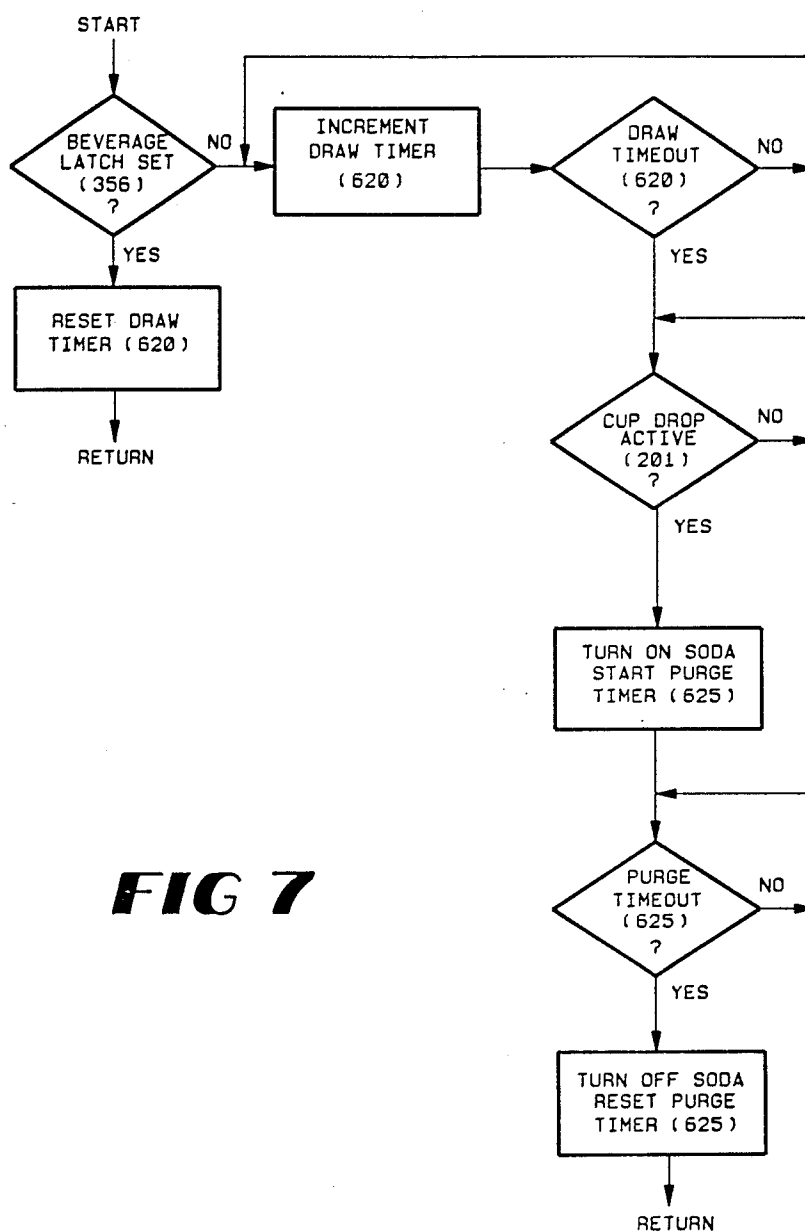 START
BEVERAGE
LATCH SET
(356)
?
NO
YES
INCREMENT
DRAW TIMER
(620)
DRAW
TIMEOUT
(620)
?
NO
YES
RESET DRAW
TIMER (620)
RETURN
CUP DROP
ACTIVE
(201)
?
NO
YES
TURN ON SODA
START PURGE
TIMER (625)
PURGE
TIMEOUT
(625)
?
NO
YES
TURN OFF SODA
RESET PURGE
TIMER (625)
RETURN
FIG 7